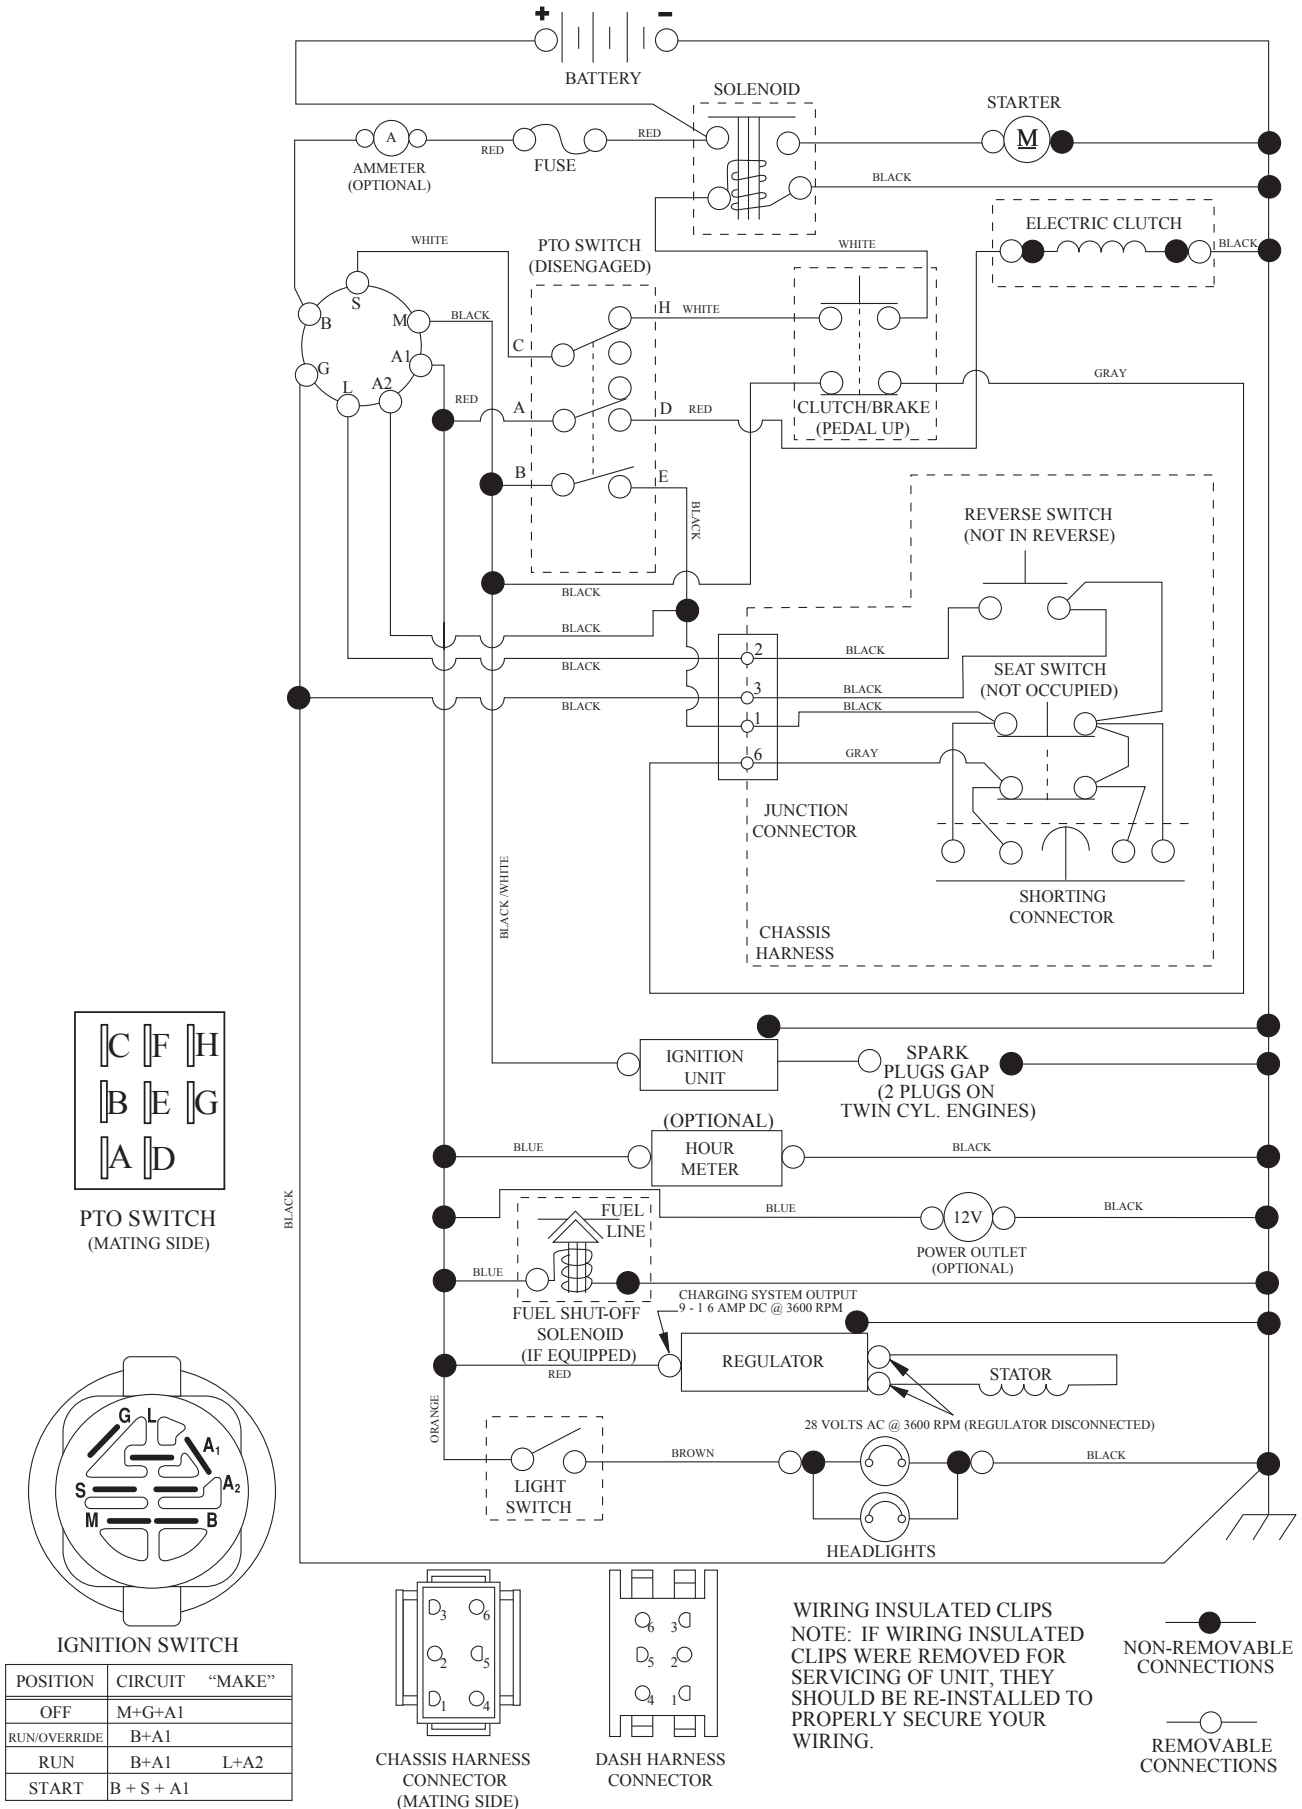 + −
BATTERY
SOLENOID
STARTER
M
A
RED
FUSE
RED
AMMETER
(OPTIONAL)
BLACK
ELECTRIC CLUTCH
BLACK
WHITE
PTO SWITCH
(DISENGAGED)
WHITE
S
B
M
BLACK
H
WHITE
C
A1
G
L
A2
RED
A
D
RED
GRAY
CLUTCH/BRAKE
(PEDAL UP)
B
E
BLACK
REVERSE SWITCH
(NOT IN REVERSE)
BLACK
BLACK
2
BLACK
BLACK
SEAT SWITCH
(NOT OCCUPIED)
3
BLACK
BLACK
1
BLACK
6
GRAY
JUNCTION
CONNECTOR
BLACK /WHITE
SHORTING
CONNECTOR
CHASSIS
HARNESS
C F H
B E G
A D
PTO SWITCH
(MATING SIDE)
IGNITION
UNIT
SPARK
PLUGS GAP
(2 PLUGS ON
TWIN CYL. ENGINES)
(OPTIONAL)
BLUE
HOUR
METER
BLACK
BLACK
FUEL
LINE
BLUE
12V
BLACK
POWER OUTLET
(OPTIONAL)
BLUE
FUEL SHUT-OFF
SOLENOID
(IF EQUIPPED)
CHARGING SYSTEM OUTPUT
9 - 1 6 AMP DC @ 3600 RPM
RED
REGULATOR
STATOR
28 VOLTS AC @ 3600 RPM (REGULATOR DISCONNECTED)
ORANGE
LIGHT
SWITCH
BROWN
BLACK
HEADLIGHTS
G L
A1
S
A2
M
B
IGNITION SWITCH
POSITION CIRCUIT “MAKE”
OFF M+G+A1
RUN/OVERRIDE B+A1
RUN B+A1 L+A2
START B + S + A1
3 6
2 5
1 4
CHASSIS HARNESS
CONNECTOR
(MATING SIDE)
6 3
5 2
4 1
DASH HARNESS
CONNECTOR
WIRING INSULATED CLIPS
NOTE: IF WIRING INSULATED
CLIPS WERE REMOVED FOR
SERVICING OF UNIT, THEY
SHOULD BE RE-INSTALLED TO
PROPERLY SECURE YOUR
WIRING.
NON-REMOVABLE
CONNECTIONS
REMOVABLE
CONNECTIONS